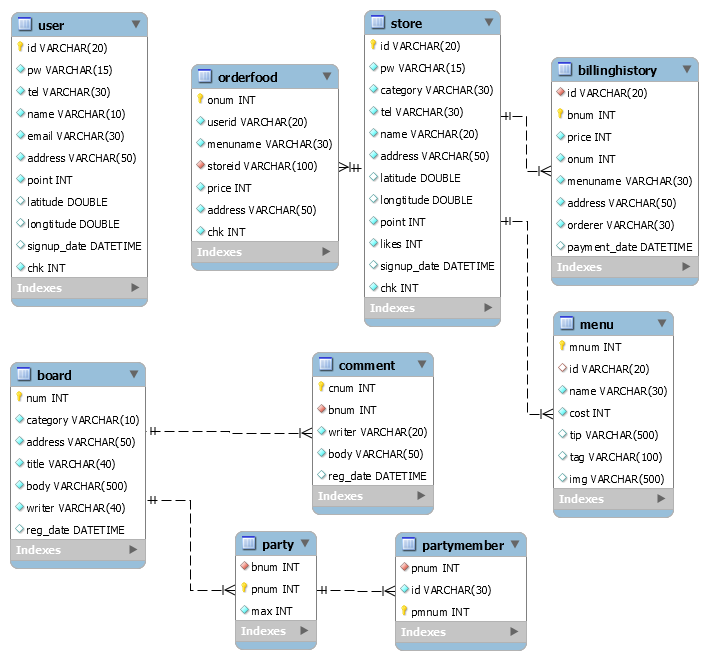 user
id VARCHAR(20)
pw VARCHAR(15)
tel VARCHAR(30)
name VARCHAR(10)
email VARCHAR(30)
address VARCHAR(50)
point INT
latitude DOUBLE
longtitude DOUBLE
signup_date DATETIME
chk INT
Indexes
orderfood
onum INT
userid VARCHAR(20)
menuname VARCHAR(30)
storeid VARCHAR(100)
price INT
address VARCHAR(50)
chk INT
Indexes
store
id VARCHAR(20)
pw VARCHAR(15)
category VARCHAR(30)
tel VARCHAR(30)
name VARCHAR(20)
address VARCHAR(50)
latitude DOUBLE
longtitude DOUBLE
point INT
likes INT
signup_date DATETIME
chk INT
Indexes
billinghistory
id VARCHAR(20)
bnum INT
price INT
onum INT
menuname VARCHAR(30)
address VARCHAR(50)
orderer VARCHAR(30)
payment_date DATETIME
Indexes
menu
mnum INT
id VARCHAR(20)
name VARCHAR(30)
cost INT
tip VARCHAR(500)
tag VARCHAR(100)
img VARCHAR(500)
Indexes
board
num INT
category VARCHAR(10)
address VARCHAR(50)
title VARCHAR(40)
body VARCHAR(500)
writer VARCHAR(40)
reg_date DATETIME
Indexes
comment
cnum INT
bnum INT
writer VARCHAR(20)
body VARCHAR(50)
reg_date DATETIME
Indexes
party
bnum INT
pnum INT
max INT
Indexes
partymember
pnum INT
id VARCHAR(30)
pmnum INT
Indexes